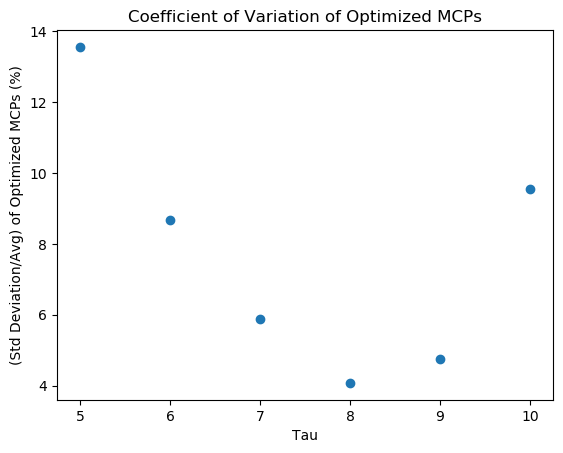 Coefficient of Variation of Optimized MCPs
(Std Deviation/Avg) of Optimized MCPs (%)
14
12
10
8
6
4
5 6 7 8 9 10
Tau